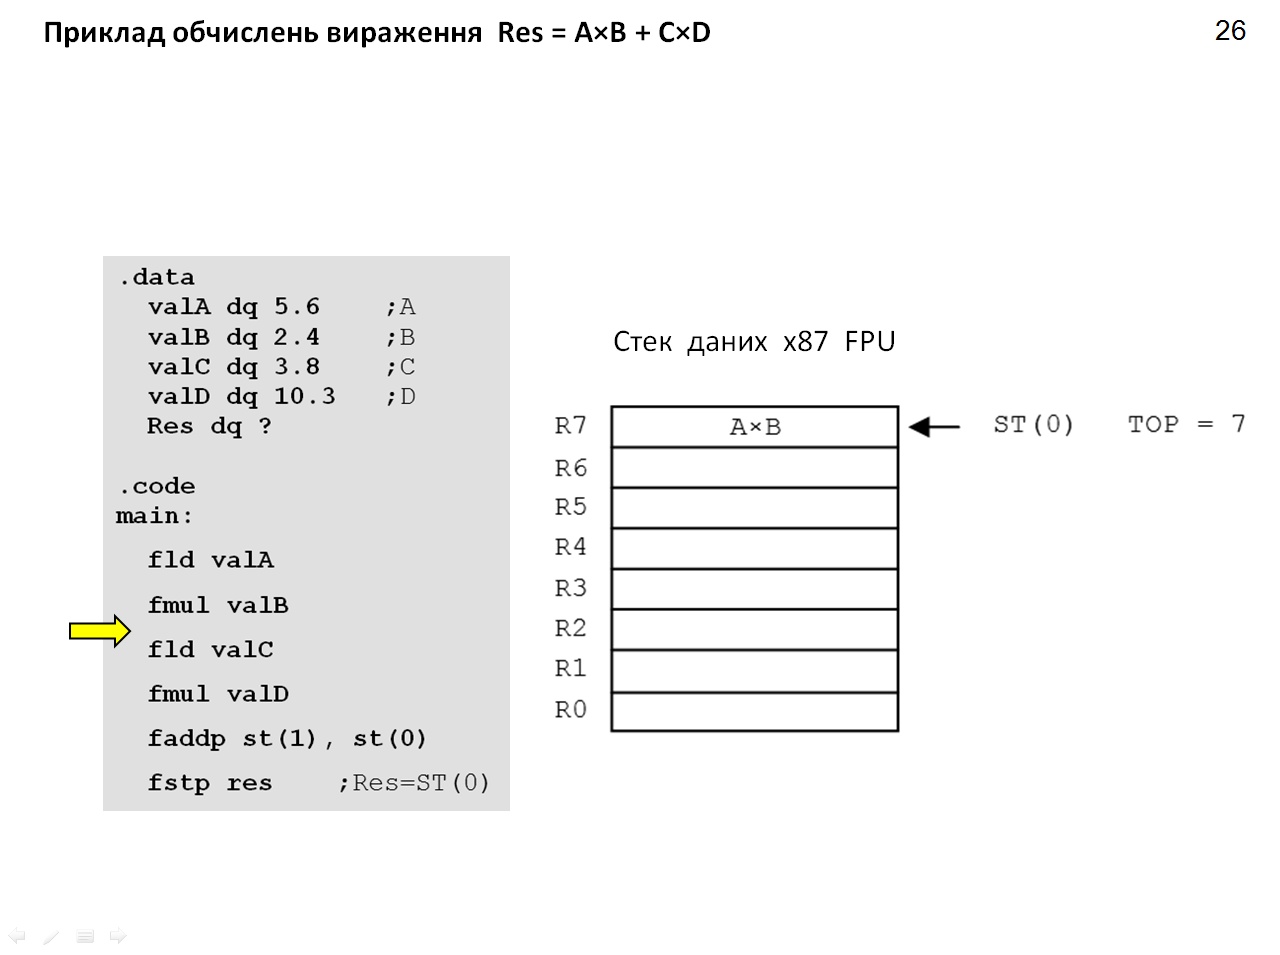 Приклад обчислень вираження Res = A×B + C×D
26
.data
valA dq 5.6 ;A
valB dq 2.4 ;B
valC dq 3.8 ;C
valD dq 10.3 ;D
Res dq ?
.code
main:
fld valA
fmul valB
fld valC
fmul valD
faddp st(1), st(0)
fstp res ;Res=ST(0)
Стек даних x87 FPU
R7 A×B ST(0) TOP = 7
R6
R5
R4
R3
R2
R1
R0